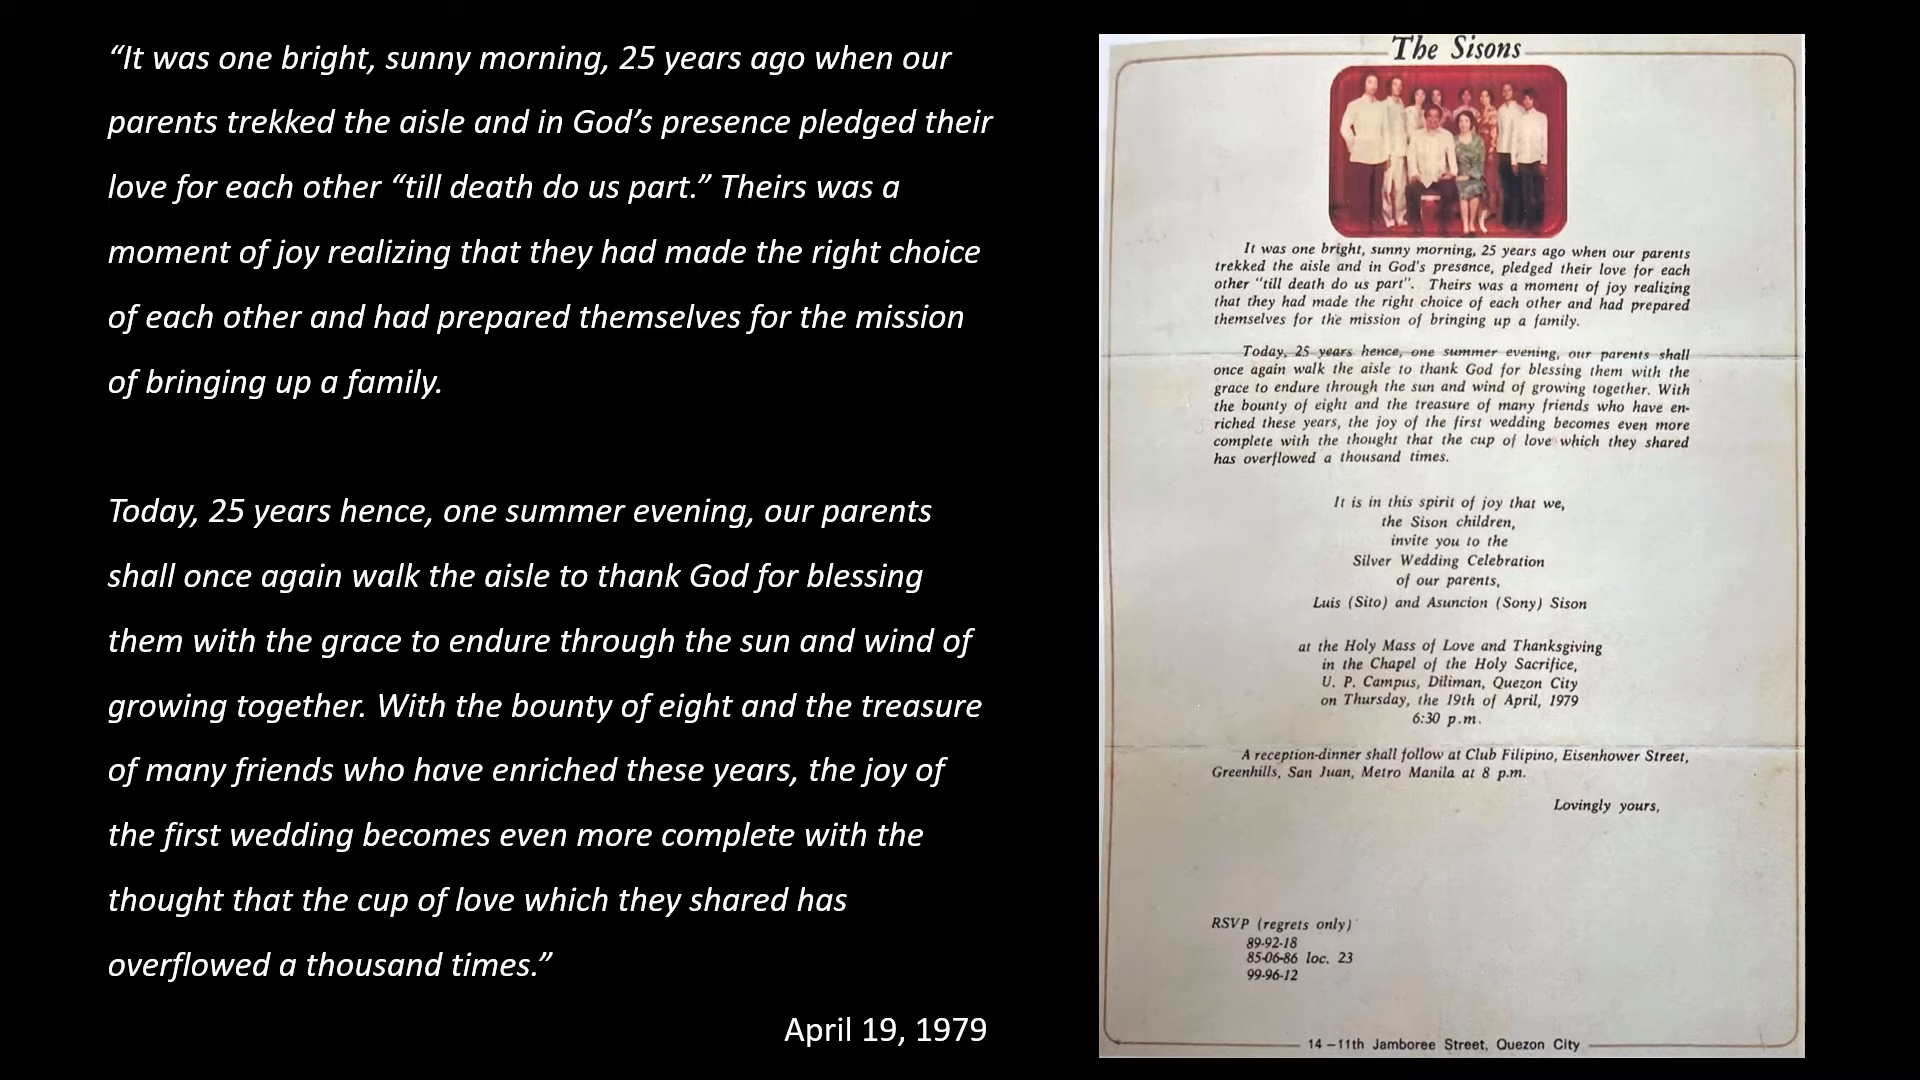 “It was one bright, sunny morning, 25 years ago when our
parents trekked the aisle and in God’s presence pledged their
love for each other “till death do us part.” Theirs was a
moment of joy realizing that they had made the right choice
of each other and had prepared themselves for the mission
of bringing up a family.
Today, 25 years hence, one summer evening, our parents
shall once again walk the aisle to thank God for blessing
them with the grace to endure through the sun and wind of
growing together. With the bounty of eight and the treasure
of many friends who have enriched these years, the joy of
the first wedding becomes even more complete with the
thought that the cup of love which they shared has
overflowed a thousand times.”
April 19, 1979
The Sisons
It was one bright, sunny morning, 25 years ago when our parents
trekked the aisle and in God's presence, pledged their love for each
other "till death do us part". Theirs was a moment of joy realizing
that they had made the right choice of each other and had prepared
themselves for the mission of bringing up a family.
Today, 25 years hence, one summer evening, our parents shall
once again walk the aisle to thank God for blessing them with the
grace to endure through the sun and wind of growing together. With
the bounty of eight and the treasure of many friends who have en-
riched these years, the joy of the first wedding becomes even more
complete with the thought that the cup of love which they shared
has overflowed a thousand times.
It is in this spirit of joy that we,
the Sison children,
invite you to the
Silver Wedding Celebration
of our parents,
Luis (Sito) and Asuncion (Sony) Sison
at the Holy Mass of Love and Thanksgiving
in the Chapel of the Holy Sacrifice,
U. P. Campus, Diliman, Quezon City
on Thursday, the 19th of April, 1979
6:30 p.m.
A reception-dinner shall follow at Club Filipino, Eisenhower Street,
Greenhills, San Juan, Metro Manila at 8 p.m.
Lovingly yours,
RSVP (regrets only)
89-92-18
85-06-86 loc. 23
99-96-12
14 – 11th Jamboree Street, Quezon City